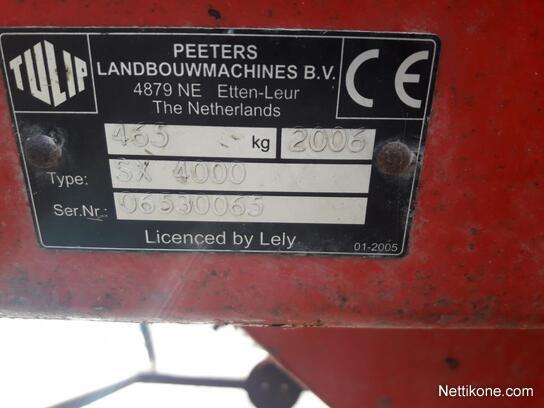 TULIP
PEETERS
LANDBOUWMACHINES B.V.
4879 NE Etten-Leur
The Netherlands
CE
465 kg 2006
Type: SX 4000
Ser.Nr.: 06530065
Licenced by Lely
01-2005
Nettikone.com